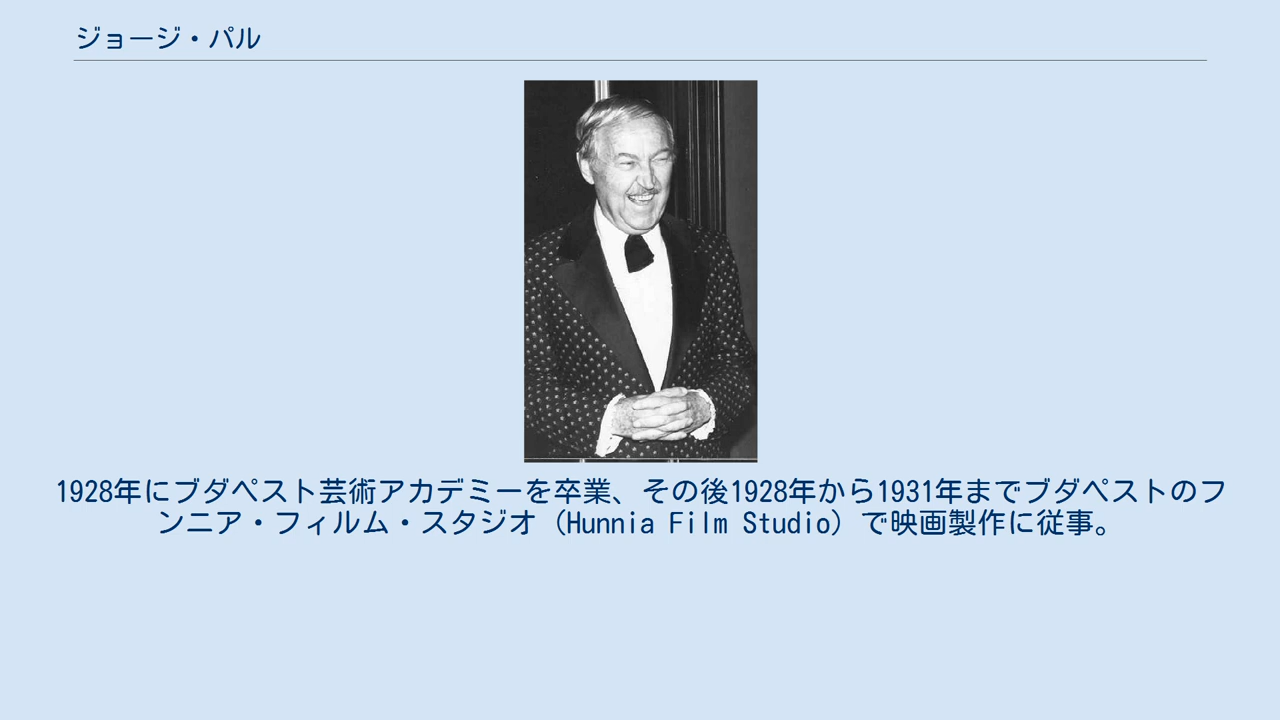 ジョージ・パル
1928年にブダペスト芸術アカデミーを卒業、その後1928年から1931年までブダペストのフ
ンニア・フィルム・スタジオ（Hunnia Film Studio）で映画製作に従事。